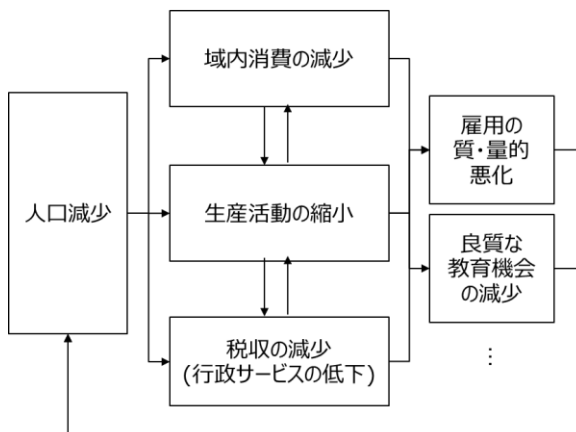 域内消費の減少
人口減少
生産活動の縮小
税収の減少
(行政サービスの低下)
雇用の
質・量的
悪化
良質な
教育機会
の減少
⋮